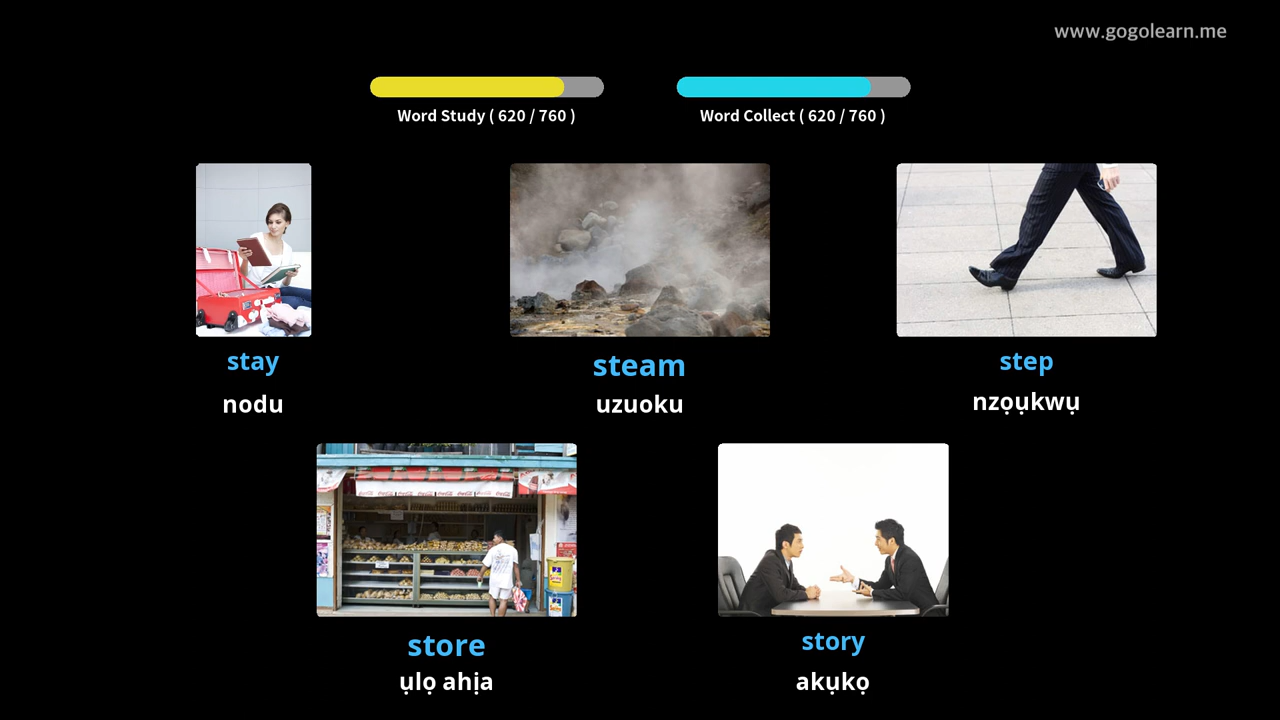 www.gogolearn.me
Word Study ( 620 / 760 )
Word Collect ( 620 / 760 )
stay
steam
step
nodu
uzuoku
nzọụkwụ
store
story
ụlọ ahịa
akụkọ